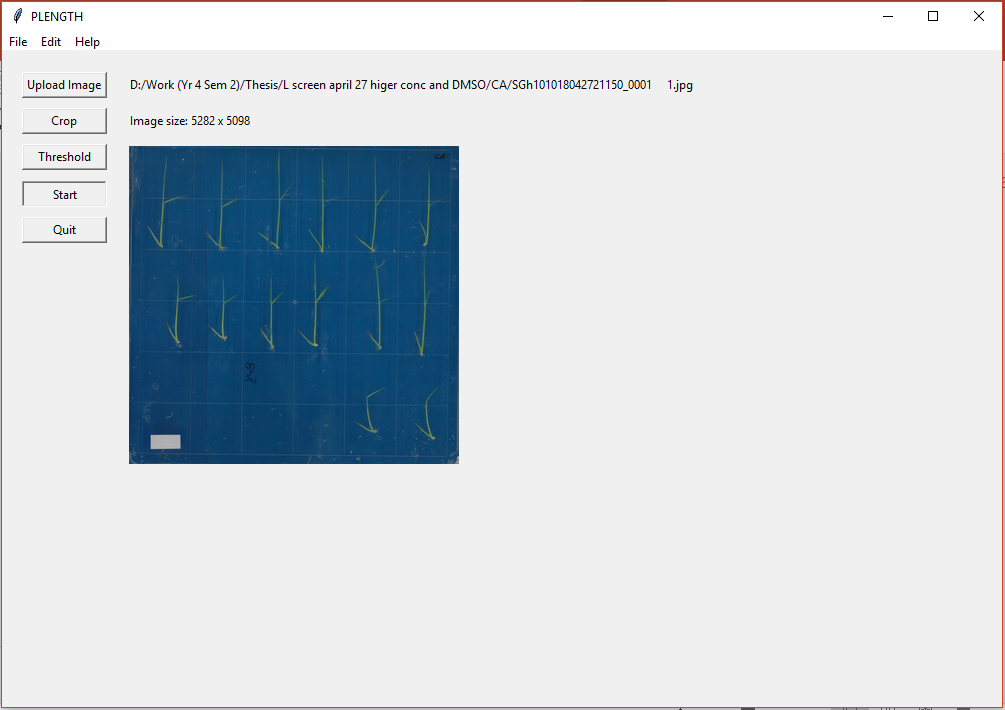 PLENGTH
File Edit Help
Upload Image D:/Work (Yr 4 Sem 2)/Thesis/L screen april 27 higer conc and DMSO/CA/SGh101018042721150_0001 1.jpg
Crop Image size: 5282 x 5098
Threshold
Start
Quit